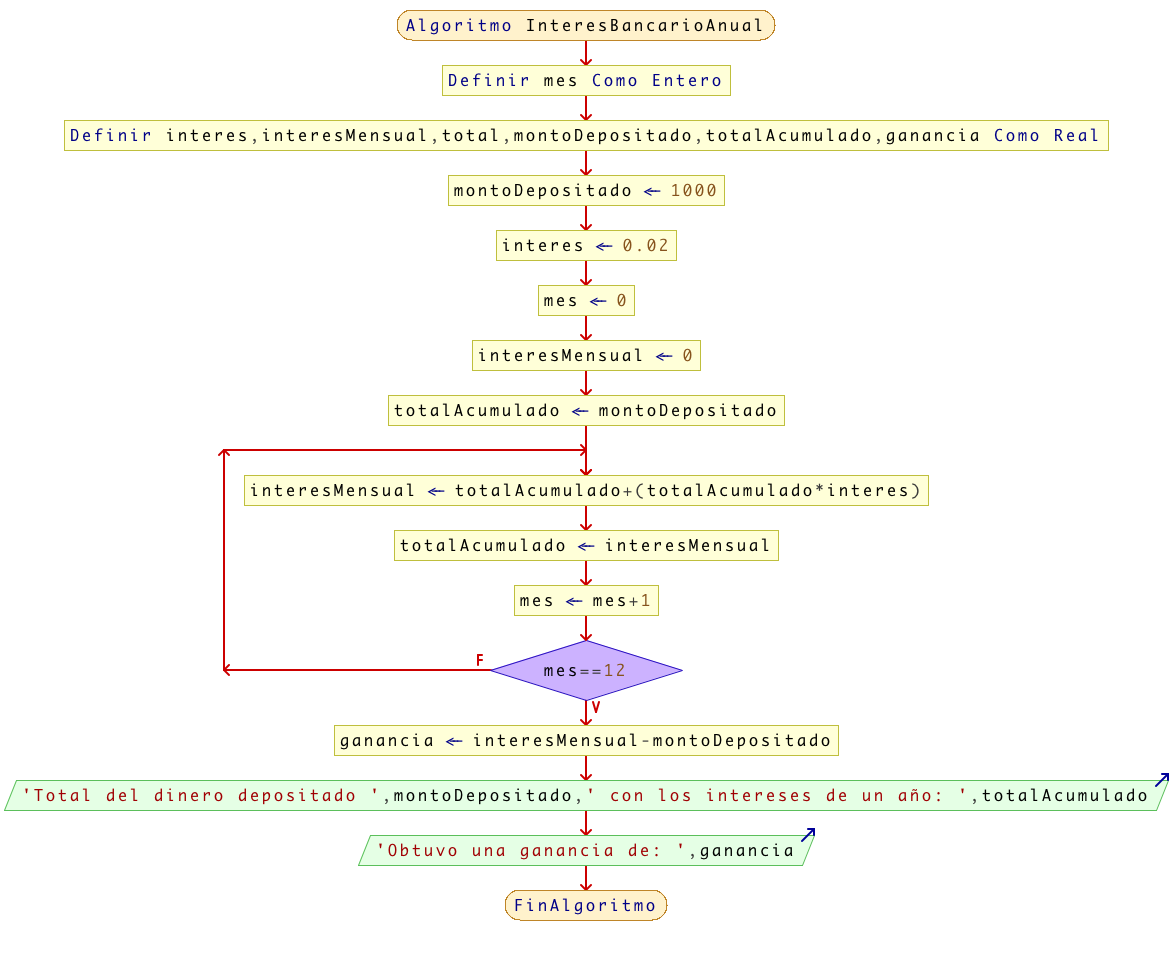 Algoritmo InteresBancarioAnual
Definir mes Como Entero
Definir interes,interesMensual,total,montoDepositado,totalAcumulado,ganancia Como Real
montoDepositado ← 1000
interes ← 0.02
mes ← 0
interesMensual ← 0
totalAcumulado ← montoDepositado
interesMensual ← totalAcumulado+(totalAcumulado*interes)
totalAcumulado ← interesMensual
mes ← mes+1
F
mes==12
V
ganancia ← interesMensual-montoDepositado
'Total del dinero depositado ',montoDepositado,' con los intereses de un año: ',totalAcumulado
'Obtuvo una ganancia de: ',ganancia
FinAlgoritmo